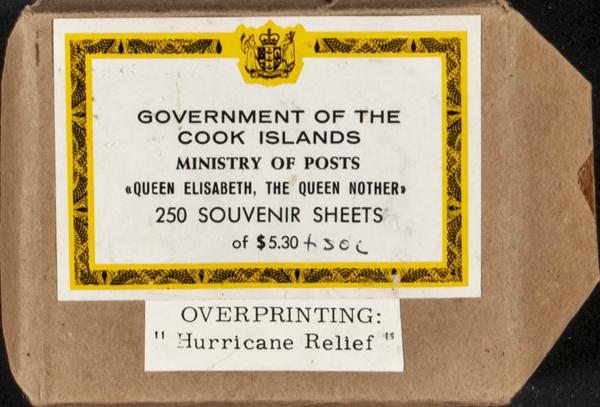 GOVERNMENT OF THE
COOK ISLANDS
MINISTRY OF POSTS
«QUEEN ELISABETH, THE QUEEN NOTHER»
250 SOUVENIR SHEETS
of $5.30 + 50c
OVERPRINTING:
" Hurricane Relief "